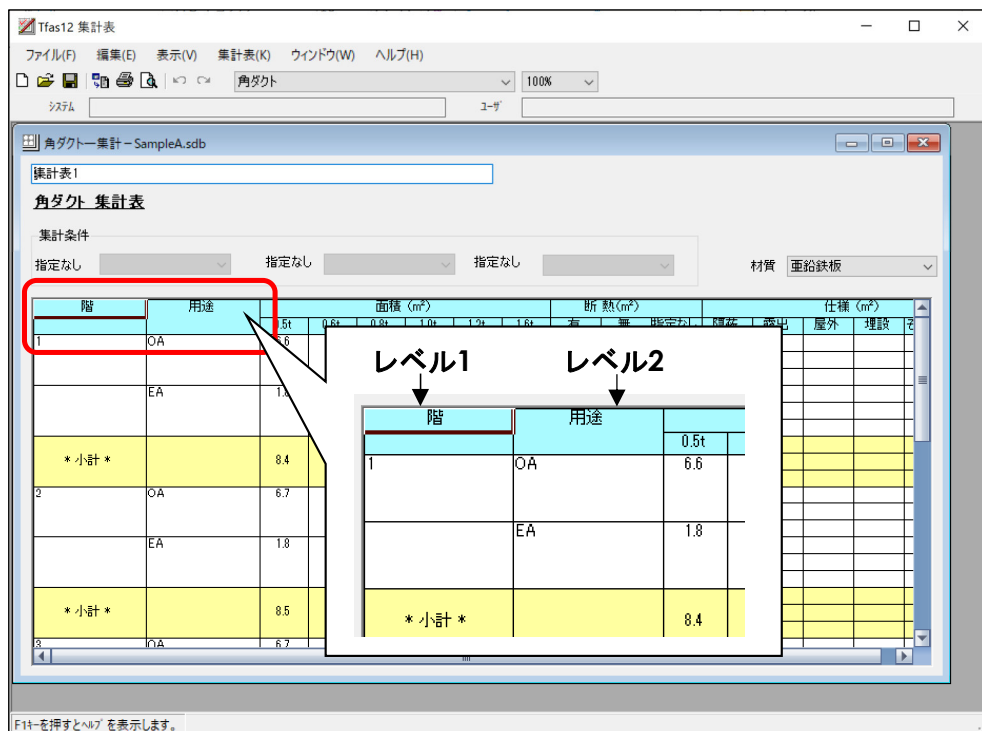 Tfas12 集計表
ファイル(F) 編集(E) 表示(V) 集計表(K) ウィンドウ(W) ヘルプ(H)
角ダクト 100%
システム ユーザ
角ダクト－集計－SampleA.sdb
集計表1
角ダクト 集計表
集計条件
指定なし 指定なし 指定なし 材質 亜鉛鉄板
階 用途 面積（㎡） 断 熱(㎡) 仕様（㎡）
0.5t 0.6t 0.8t 1.0t 1.2t 1.6t 有 無 指定なし 隠蔽 露出 屋外 埋設
1 OA 6.6
EA 1.8
＊小計＊ 8.4
2 OA 6.7
EA 1.8
＊小計＊ 8.5
3 OA 6.7
レベル1 レベル2
階 用途
0.5t
1 OA 6.6
EA 1.8
＊小計＊ 8.4
F1キーを押すとヘルプを表示します。